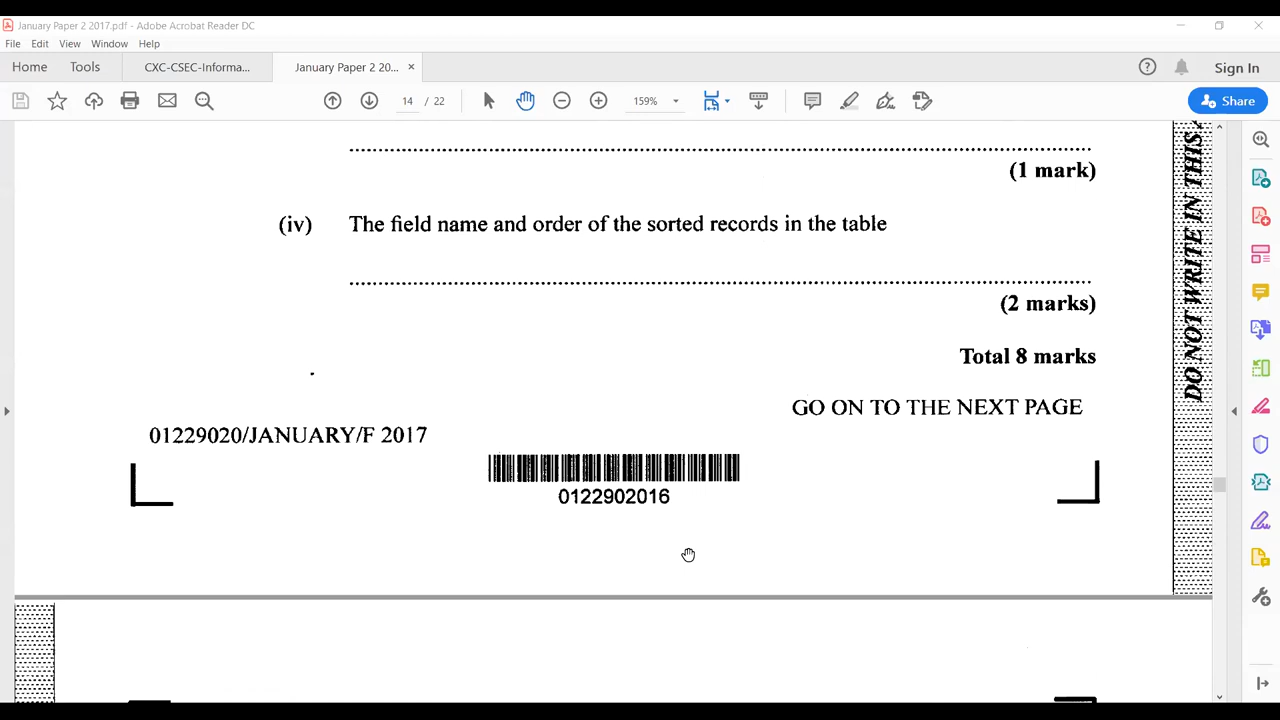 January Paper 2 2017.pdf - Adobe Acrobat Reader DC
File Edit View Window Help
Home Tools CXC-CSEC-Informa... January Paper 2 20... ×
14 / 22 159% Share
? Sign In
(1 mark)
(iv) The field name and order of the sorted records in the table
(2 marks)
Total 8 marks
GO ON TO THE NEXT PAGE
01229020/JANUARY/F 2017
0122902016
DO NOT WRITE IN THIS